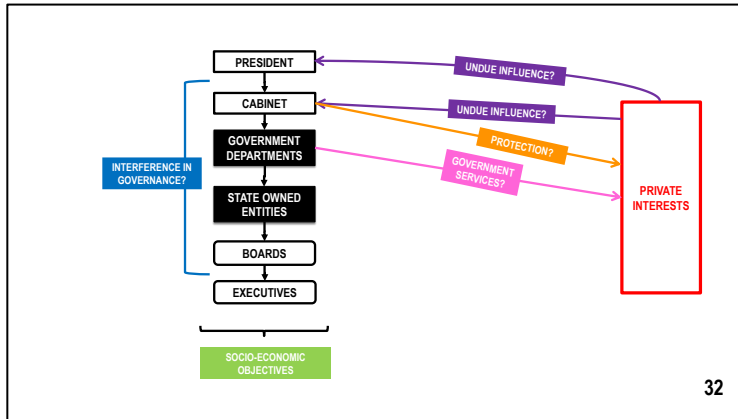 PRESIDENT
UNDUE INFLUENCE?
CABINET
UNDUE INFLUENCE?
PROTECTION?
GOVERNMENT
DEPARTMENTS
GOVERNMENT
SERVICES?
INTERFERENCE IN
GOVERNANCE?
STATE OWNED
ENTITIES
PRIVATE
INTERESTS
BOARDS
EXECUTIVES
SOCIO-ECONOMIC
OBJECTIVES
32